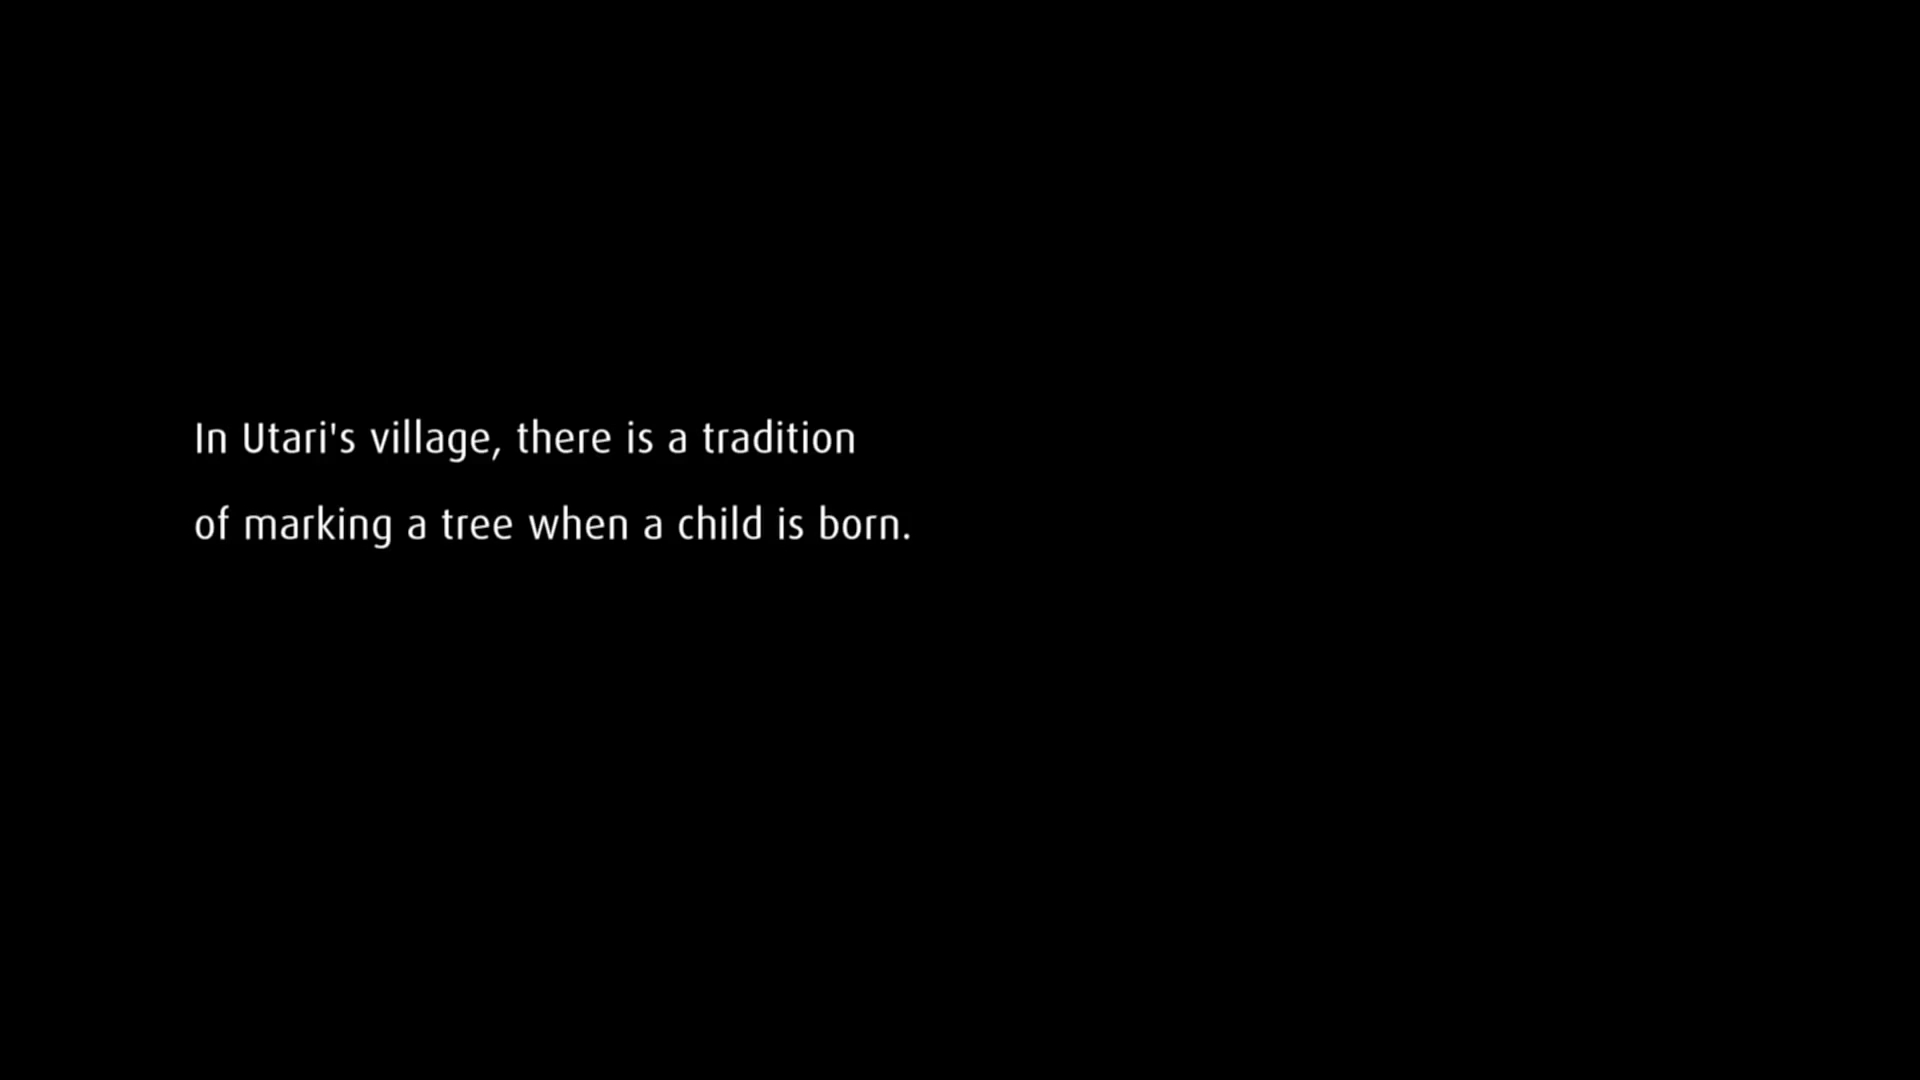 In Utari's village, there is a tradition
of marking a tree when a child is born.